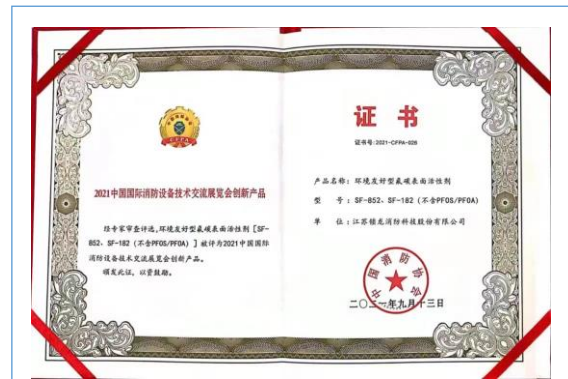 CFPA
2021中国国际消防设备技术交流展览会创新产品
经专家审查评选,环境友好型氟碳表面活性剂[SF-
852、SF-182(不含PFOS/PFOA)]被评为2021中国国际
消防设备技术交流展览会创新产品。
颁发此证,以资鼓励。
证书
证书号:2021-CFPA-028
产品名称:环境友好型氟碳表面活性剂
型 号:SF-852、SF-182(不含PFOS/PFOA)
单 位:江苏锁龙消防科技股份有限公司
中国消防协会
二〇二一年九月十三日